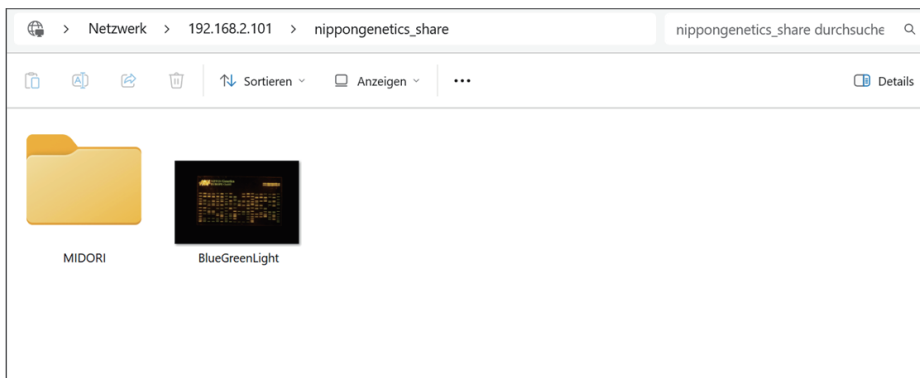 Netzwerk > 192.168.2.101 > nippongenetics_share
nippongenetics_share durchsuche
Sortieren
Anzeigen
Details
MIDORI
BlueGreenLight